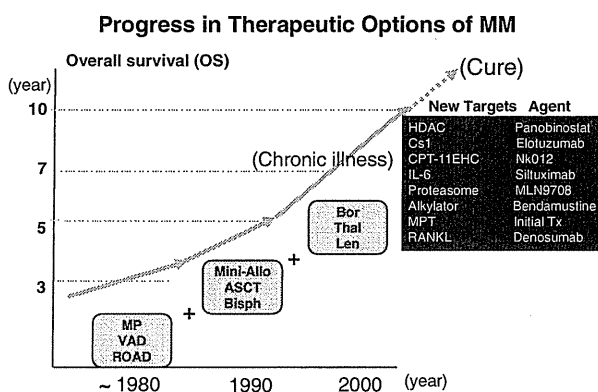 Progress in Therapeutic Options of MM
Overall survival (OS)
(year)
(Cure)
10
7
5
3
(Chronic illness)
New Targets Agent
HDAC Panobinostat
Cs1 Elotuzumab
CPT-11EHC Nk012
IL-6 Siltuximab
Proteasome MLN9708
Alkylator Bendamustine
MPT Initial Tx
RANKL Denosumab
Bor
Thal
Len
+
Mini-Allo
ASCT
Bisph
+
MP
VAD
ROAD
~ 1980 1990 2000 (year)